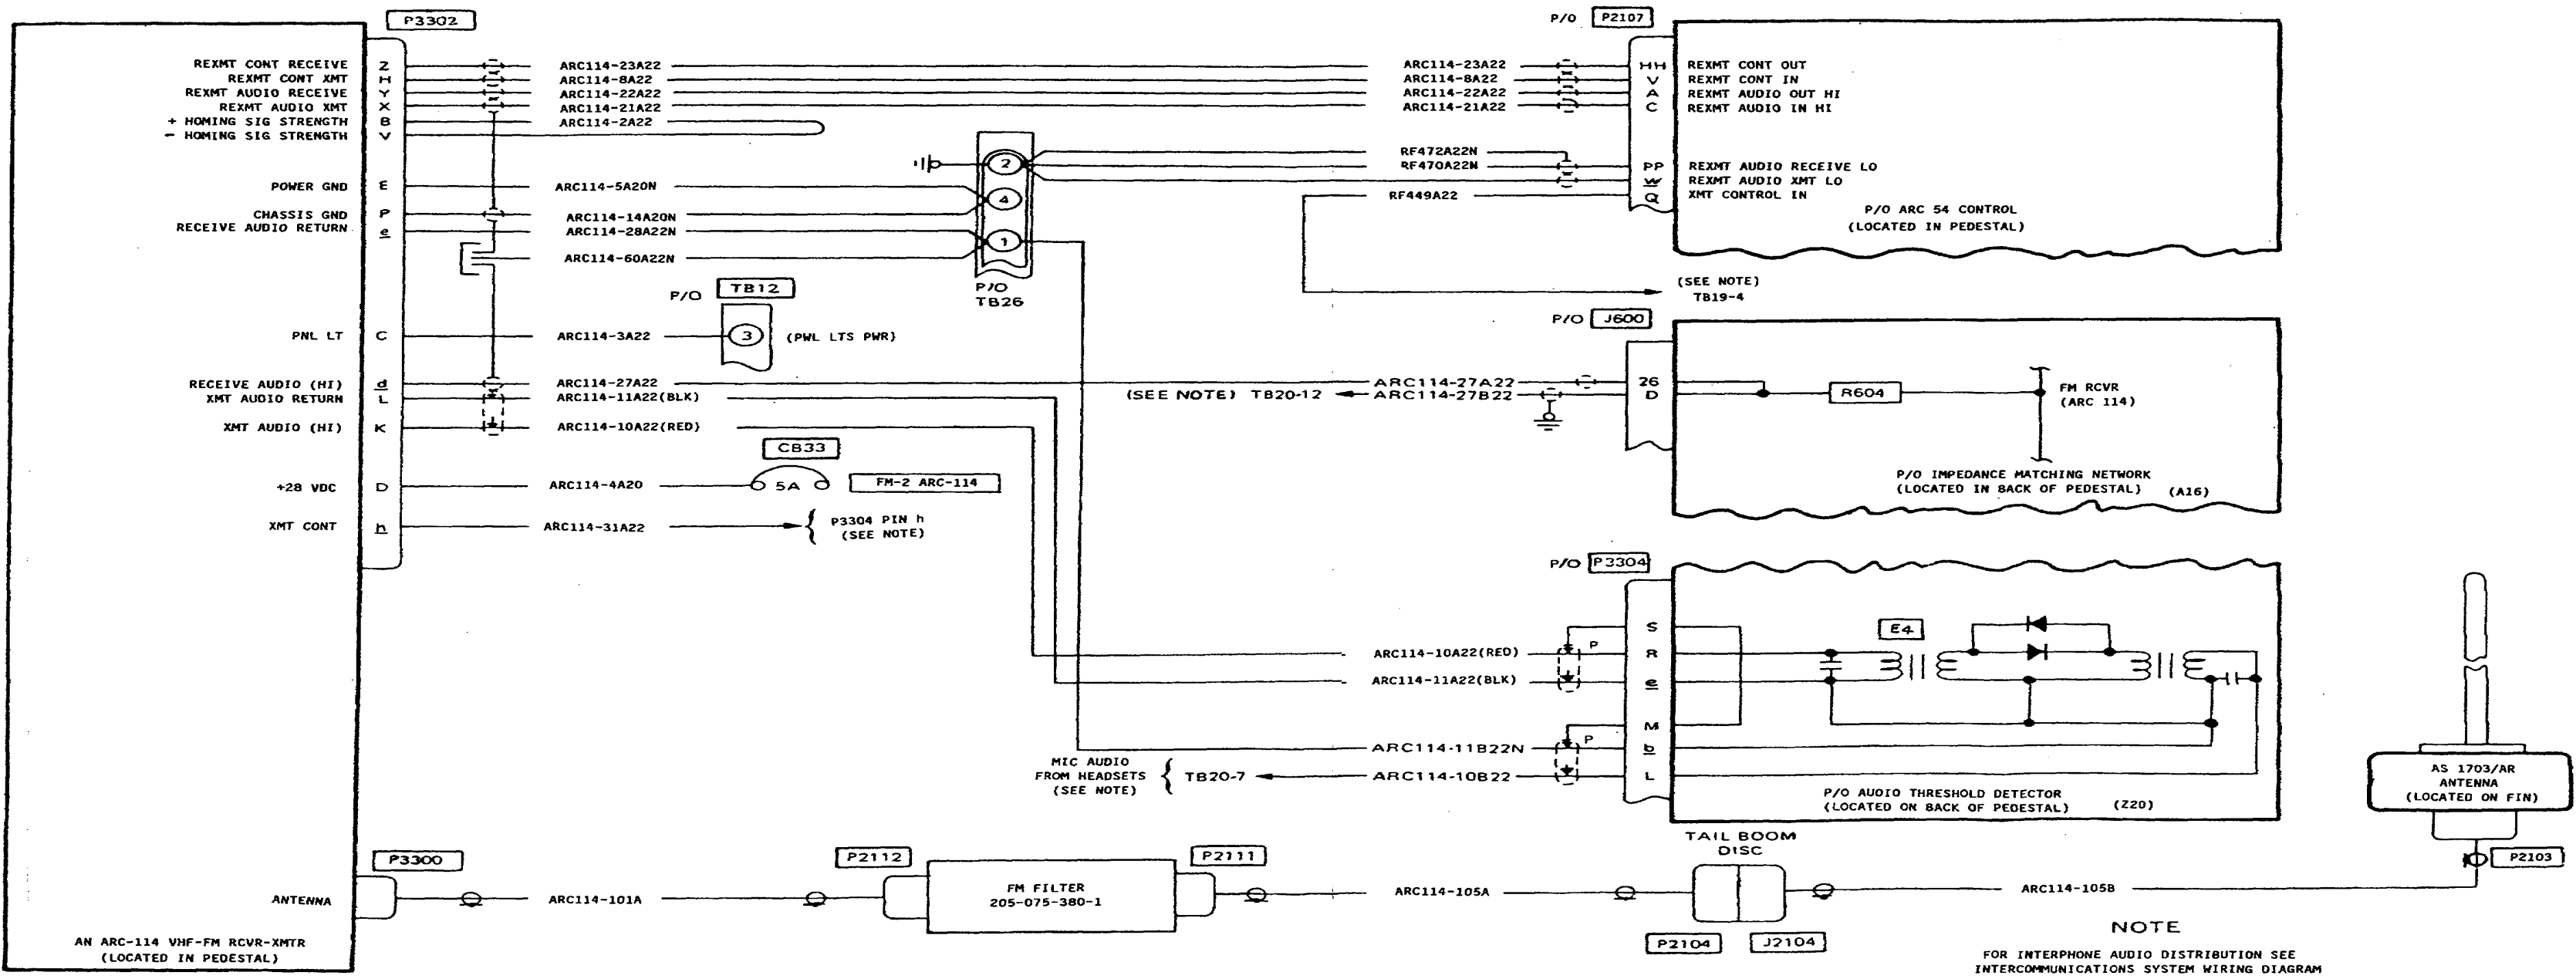 P3302
REXMT CONT RECEIVE Z ARC114-23A22
REXMT CONT XMT H ARC114-8A22
REXMT AUDIO RECEIVE Y ARC114-22A22
REXMT AUDIO XMT X ARC114-21A22
+ HOMING SIG STRENGTH B ARC114-2A22
- HOMING SIG STRENGTH V
POWER GND E ARC114-5A20N
CHASSIS GND P ARC114-14A20N
RECEIVE AUDIO RETURN e ARC114-28A22N
ARC114-60A22N
2
4
1
P/O
TB26
P/O TB12
PNL LT C ARC114-3A22 3 (PWL LTS PWR)
RECEIVE AUDIO (HI) d ARC114-27A22
XMT AUDIO RETURN L ARC114-11A22(BLK)
XMT AUDIO (HI) K ARC114-10A22(RED)
CB33
+28 VDC D ARC114-4A20 5A FM-2 ARC-114
XMT CONT h ARC114-31A22 P3304 PIN h
(SEE NOTE)
P/O P2107
ARC114-23A22 HH REXMT CONT OUT
ARC114-8A22 V REXMT CONT IN
ARC114-22A22 A REXMT AUDIO OUT HI
ARC114-21A22 C REXMT AUDIO IN HI
RF472A22N
RF470A22N PP REXMT AUDIO RECEIVE LO
W REXMT AUDIO XMT LO
RF449A22 Q XMT CONTROL IN
P/O ARC 54 CONTROL
(LOCATED IN PEDESTAL)
(SEE NOTE)
TB19-4
P/O J600
ARC114-27A22 26
(SEE NOTE) TB20-12 ARC114-27B22 D
R604
FM RCVR
(ARC 114)
P/O IMPEDANCE MATCHING NETWORK
(LOCATED IN BACK OF PEDESTAL) (A16)
P/O P3304
S
ARC114-10A22(RED) P R
ARC114-11A22(BLK) e
E4
M
ARC114-11B22N P b
MIC AUDIO
FROM HEADSETS
(SEE NOTE)
TB20-7 ARC114-10B22 L
P/O AUDIO THRESHOLD DETECTOR
(LOCATED ON BACK OF PEDESTAL) (Z20)
AS 1703/AR
ANTENNA
(LOCATED ON FIN)
P2103
P3300
ANTENNA ARC114-101A
P2112
FM FILTER
205-075-380-1
P2111
ARC114-105A
TAIL BOOM
DISC
P2104 J2104
ARC114-105B
AN ARC-114 VHF-FM RCVR-XMTR
(LOCATED IN PEDESTAL)
NOTE
FOR INTERPHONE AUDIO DISTRIBUTION SEE
INTERCOMMUNICATIONS SYSTEM WIRING DIAGRAM